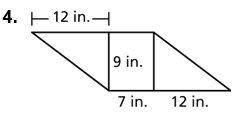 4. 12 in.
9 in.
7 in. 12 in.